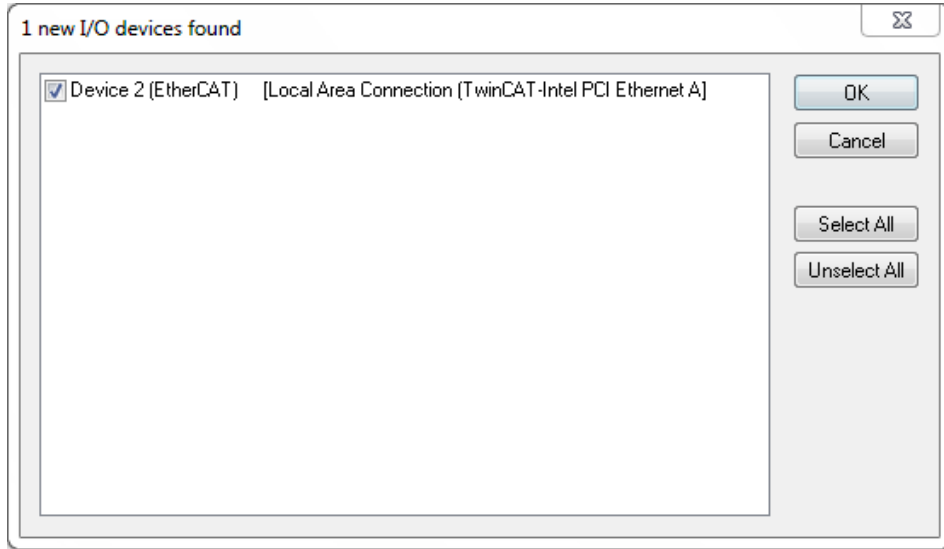 1 new I/O devices found
Device 2 (EtherCAT) [Local Area Connection (TwinCAT-Intel PCI Ethernet A]
OK
Cancel
Select All
Unselect All